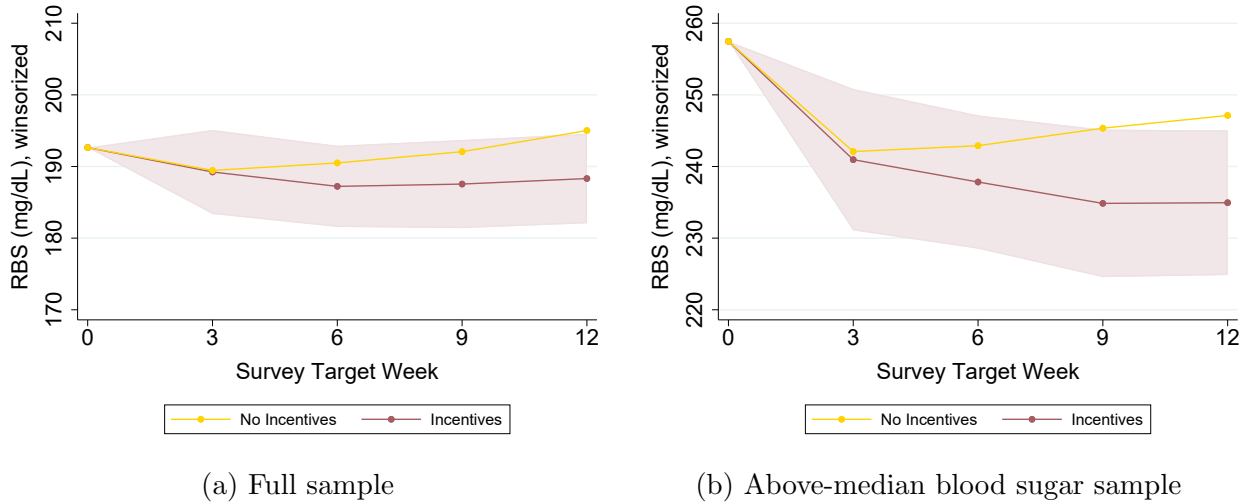 RBS (mg/dL), winsorized
210
200
190
180
170
0 3 6 9 12
Survey Target Week
No Incentives Incentives
(a) Full sample
RBS (mg/dL), winsorized
260
250
240
230
220
0 3 6 9 12
Survey Target Week
No Incentives Incentives
(b) Above-median blood sugar sample